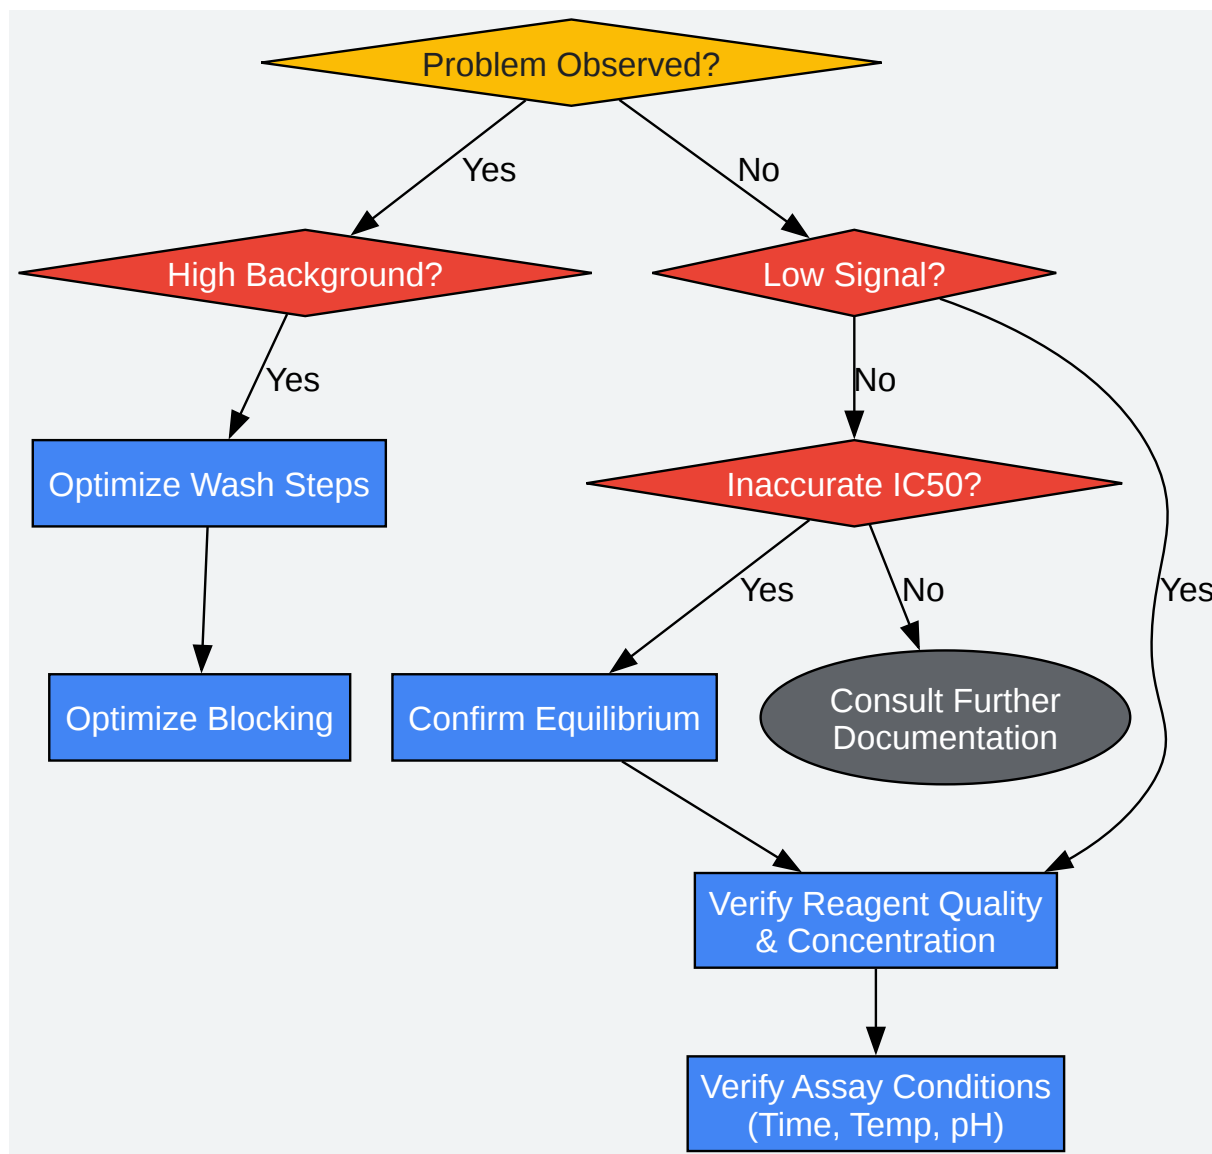 Problem Observed?
Yes
No
High Background?
Low Signal?
Yes
No
Optimize Wash Steps
Inaccurate IC50?
Yes
No
Yes
Optimize Blocking
Confirm Equilibrium
Consult Further
Documentation
Verify Reagent Quality
& Concentration
Verify Assay Conditions
(Time, Temp, pH)